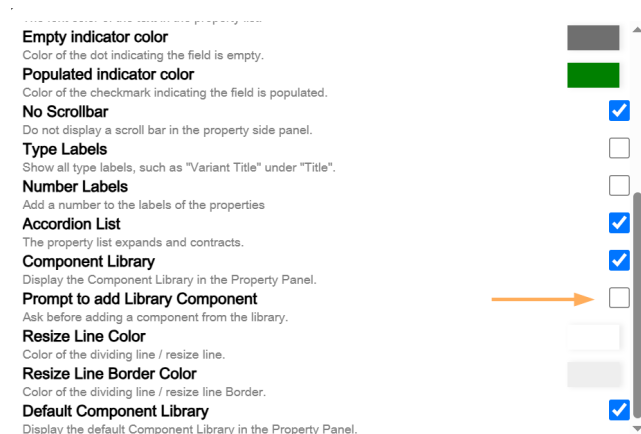 Empty indicator color
Color of the dot indicating the field is empty.
Populated indicator color
Color of the checkmark indicating the field is populated.
No Scrollbar
Do not display a scroll bar in the property side panel.
Type Labels
Show all type labels, such as "Variant Title" under "Title".
Number Labels
Add a number to the labels of the properties
Accordion List
The property list expands and contracts.
Component Library
Display the Component Library in the Property Panel.
Prompt to add Library Component
Ask before adding a component from the library.
Resize Line Color
Color of the dividing line / resize line.
Resize Line Border Color
Color of the dividing line / resize line Border.
Default Component Library
Display the default Component Library in the Property Panel.